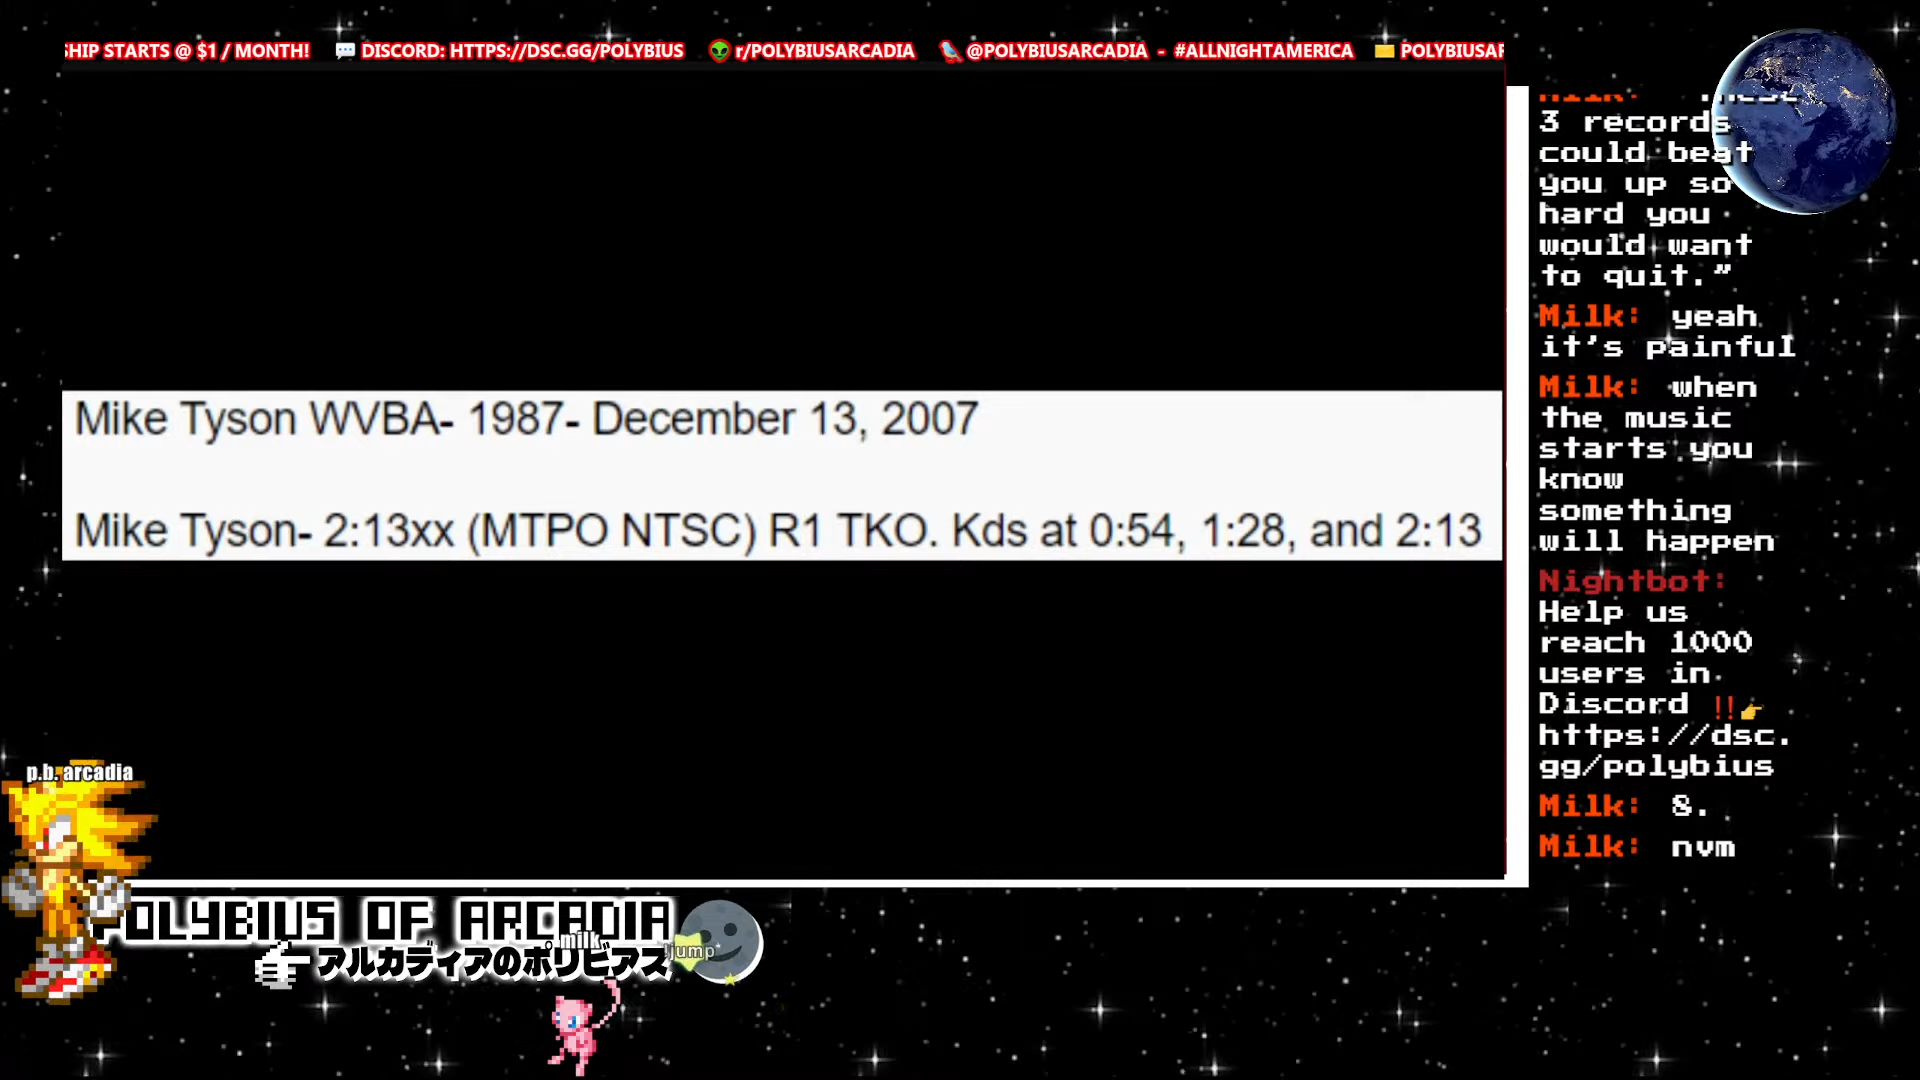 SHIP STARTS @ $1 / MONTH! 💬 DISCORD: HTTPS://DSC.GG/POLYBIUS 👽 r/POLYBIUSARCADIA 🐦 @POLYBIUSARCADIA - #ALLNIGHTAMERICA ✉️ POLYBIUSAR
Mike Tyson WVBA- 1987- December 13, 2007
Mike Tyson- 2:13xx (MTPO NTSC) R1 TKO. Kds at 0:54, 1:28, and 2:13
3 records
could beat
you up so
hard you
would want
to quit.”
Milk: yeah
it's painful
Milk: when
the music
starts you
know
something
will happen
Nightbot:
Help us
reach 1000
users in
Discord ‼👉
https://dsc.
gg/polybius
Milk: 8.
Milk: nvm
p.b. arcadia
POLYBIUS OF ARCADIA
アルカディアのポリビアス
milk
!jump